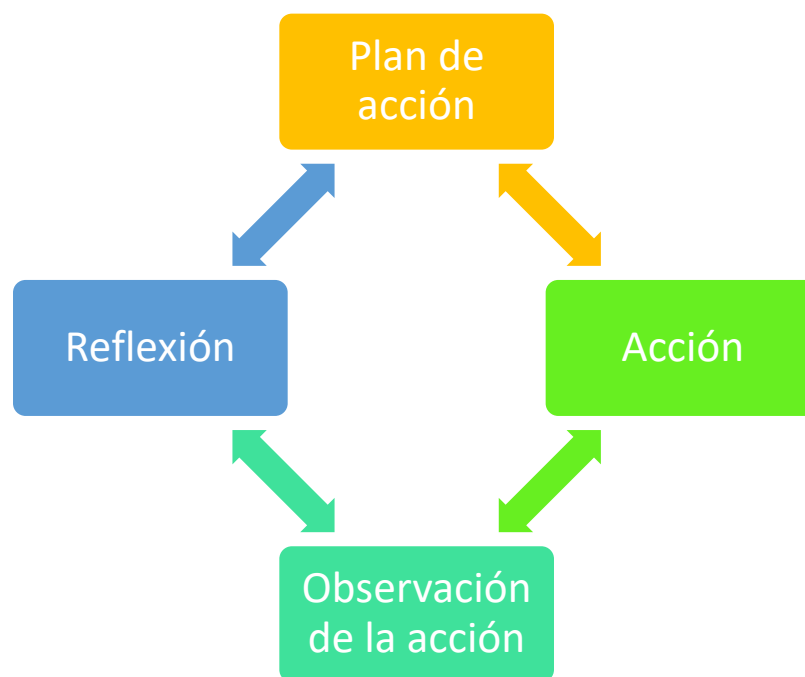 Plan de
acción
Reflexión
Acción
Observación
de la acción